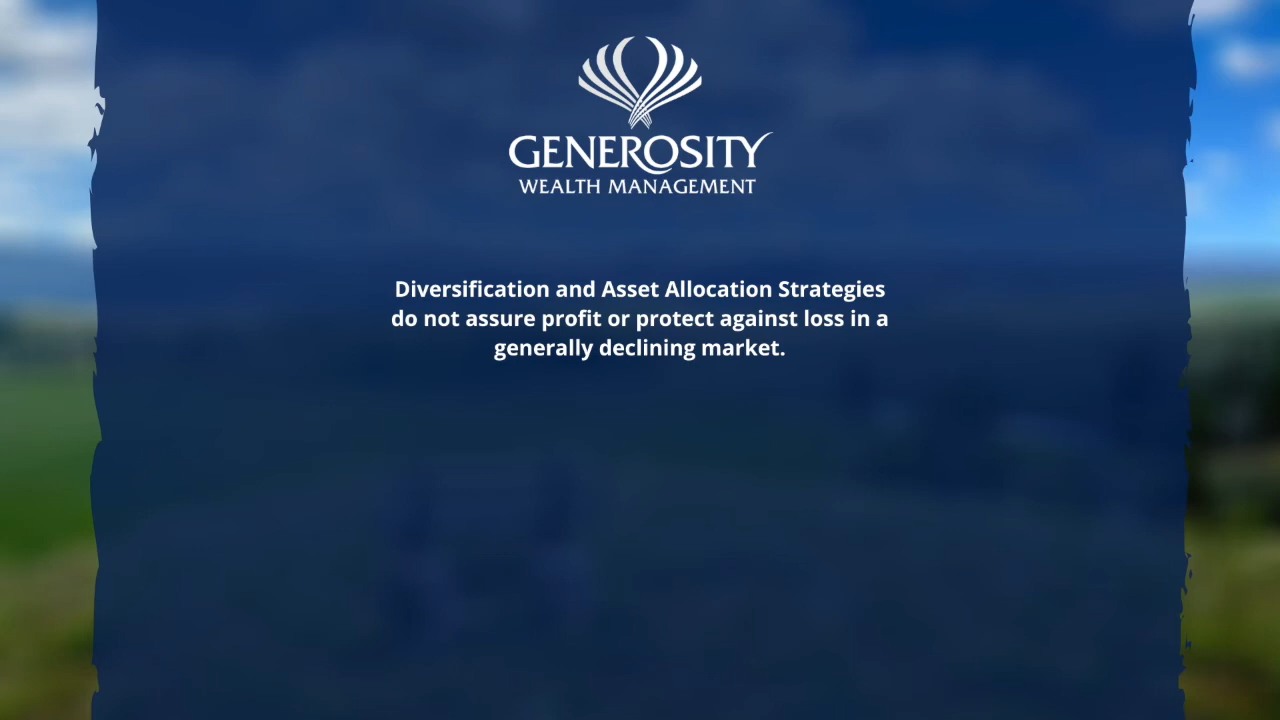 GENEROSITY
WEALTH MANAGEMENT
Diversification and Asset Allocation Strategies
do not assure profit or protect against loss in a
generally declining market.